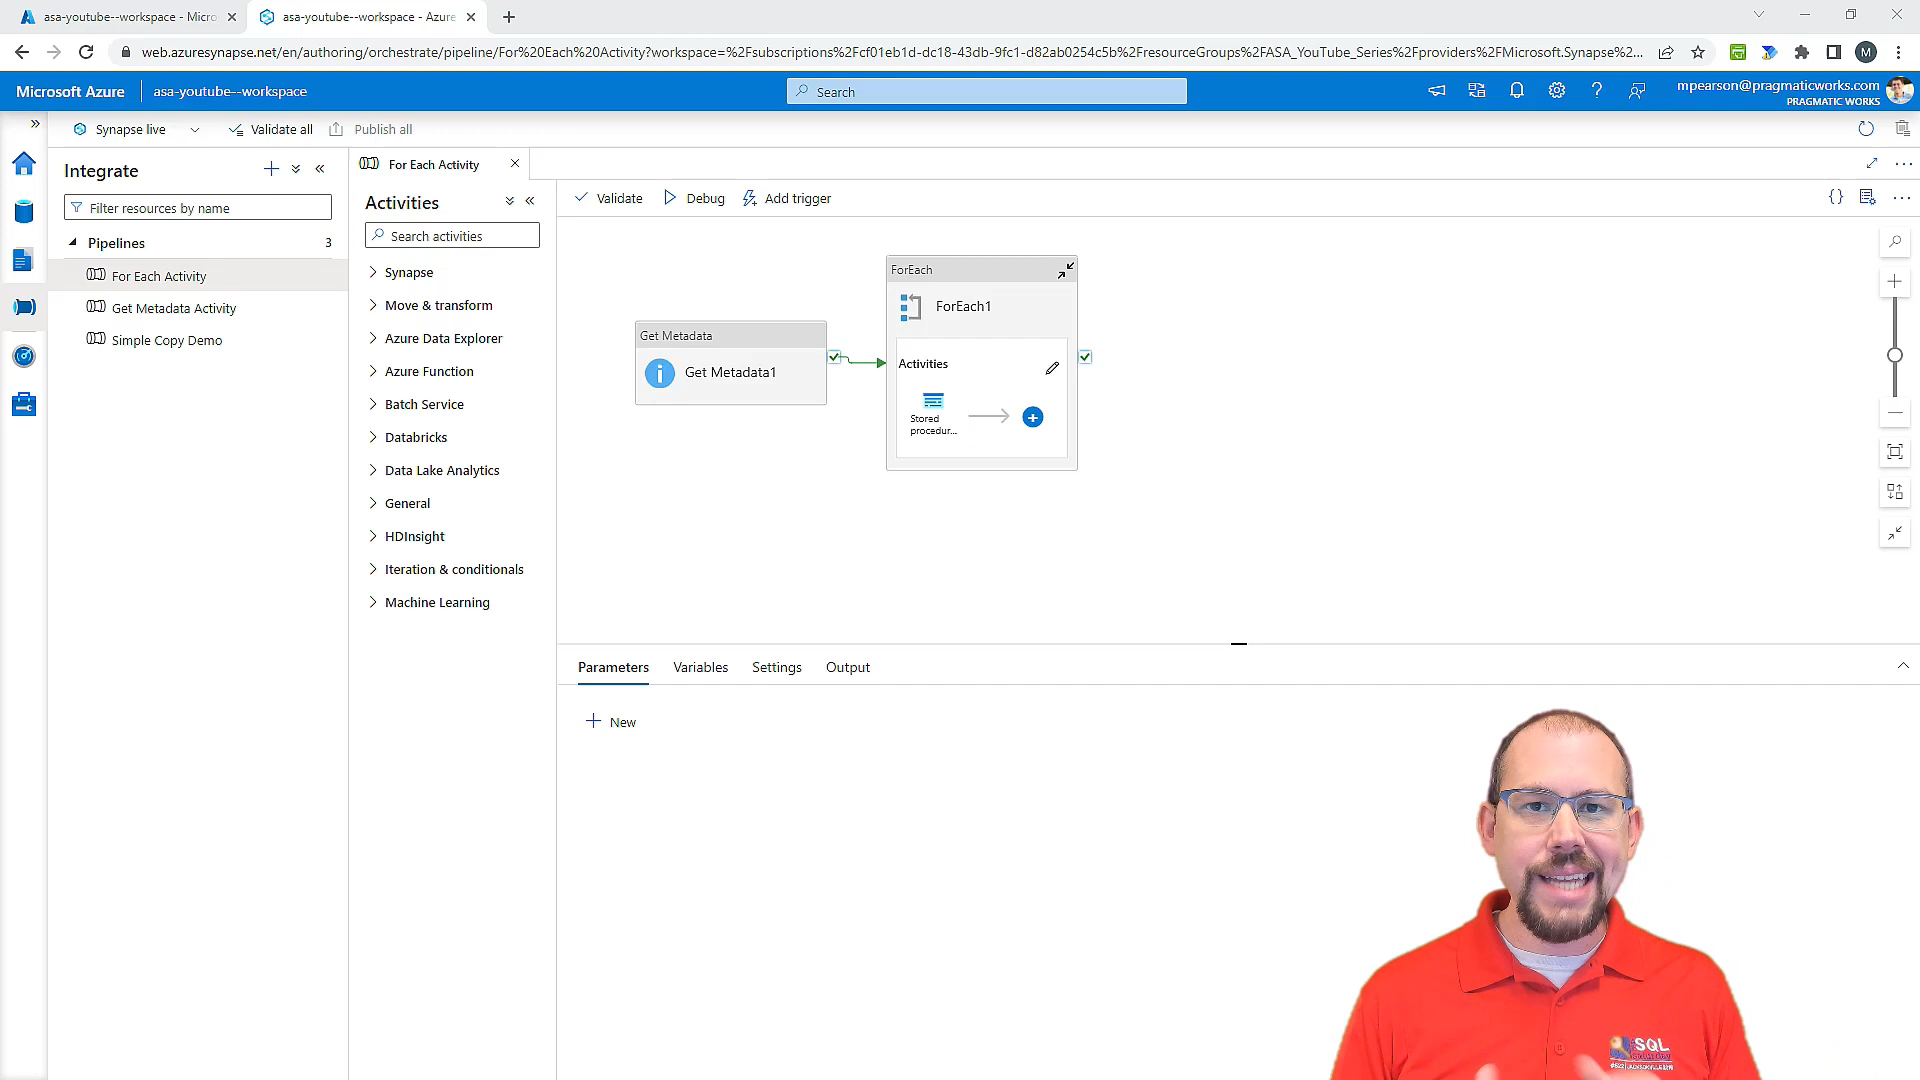 asa-youtube--workspace - Micro
asa-youtube--workspace - Azure
web.azuresynapse.net/en/authoring/orchestrate/pipeline/For%20Each%20Activity?workspace=%2Fsubscriptions%2Fcf01eb1d-dc18-43db-9fc1-d82ab0254c5b%2FresourceGroups%2FASA_YouTube_Series%2Fproviders%2FMicrosoft.Synapse%2...
M
Microsoft Azure
asa-youtube--workspace
Search
mpearson@pragmaticworks.com
PRAGMATIC WORKS
Synapse live
Validate all
Publish all
Integrate
Filter resources by name
Pipelines
3
For Each Activity
Get Metadata Activity
Simple Copy Demo
For Each Activity
Activities
Search activities
Synapse
Move & transform
Azure Data Explorer
Azure Function
Batch Service
Databricks
Data Lake Analytics
General
HDInsight
Iteration & conditionals
Machine Learning
Validate
Debug
Add trigger
Get Metadata
Get Metadata1
ForEach
ForEach1
Activities
Stored
procedur...
Parameters
Variables
Settings
Output
New
SQL